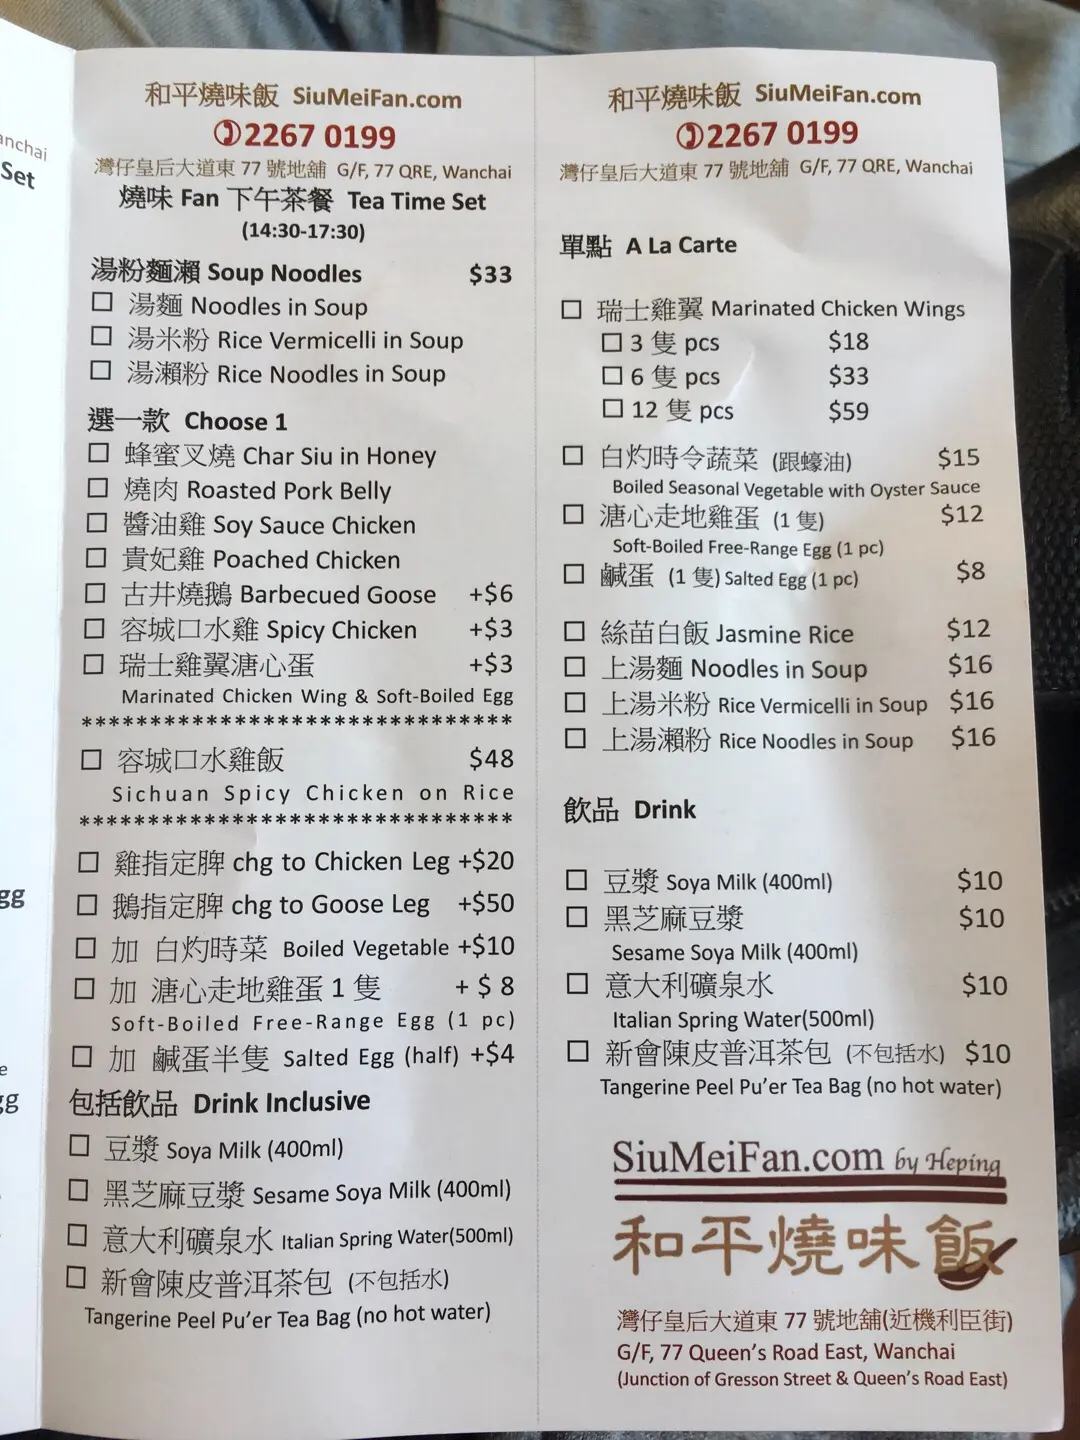 anchai
Set
gg
e
gg
和平燒味飯 SiuMeiFan.com
✆2267 0199
灣仔皇后大道東 77 號地舖 G/F, 77 QRE, Wanchai
燒味 Fan 下午茶餐 Tea Time Set
(14:30-17:30)
湯粉麵瀨 Soup Noodles $33
☐ 湯麵 Noodles in Soup
☐ 湯米粉 Rice Vermicelli in Soup
☐ 湯瀨粉 Rice Noodles in Soup
選一款 Choose 1
☐ 蜂蜜叉燒 Char Siu in Honey
☐ 燒肉 Roasted Pork Belly
☐ 醬油雞 Soy Sauce Chicken
☐ 貴妃雞 Poached Chicken
☐ 古井燒鵝 Barbecued Goose +$6
☐ 容城口水雞 Spicy Chicken +$3
☐ 瑞士雞翼溏心蛋 +$3
Marinated Chicken Wing & Soft-Boiled Egg
********************************
☐ 容城口水雞飯 $48
Sichuan Spicy Chicken on Rice
********************************
☐ 雞指定脾 chg to Chicken Leg +$20
☐ 鵝指定脾 chg to Goose Leg +$50
☐ 加 白灼時菜 Boiled Vegetable +$10
☐ 加 溏心走地雞蛋 1 隻 + $ 8
Soft-Boiled Free-Range Egg (1 pc)
☐ 加 鹹蛋半隻 Salted Egg (half) +$4
包括飲品 Drink Inclusive
☐ 豆漿 Soya Milk (400ml)
☐ 黑芝麻豆漿 Sesame Soya Milk (400ml)
☐ 意大利礦泉水 Italian Spring Water(500ml)
☐ 新會陳皮普洱茶包 (不包括水)
Tangerine Peel Pu'er Tea Bag (no hot water)
和平燒味飯 SiuMeiFan.com
✆2267 0199
灣仔皇后大道東 77 號地舖 G/F, 77 QRE, Wanchai
單點 A La Carte
☐ 瑞士雞翼 Marinated Chicken Wings
☐ 3 隻 pcs $18
☐ 6 隻 pcs $33
☐ 12 隻 pcs $59
☐ 白灼時令蔬菜 (跟蠔油) $15
Boiled Seasonal Vegetable with Oyster Sauce
☐ 溏心走地雞蛋 (1 隻) $12
Soft-Boiled Free-Range Egg (1 pc)
☐ 鹹蛋 (1 隻) Salted Egg (1 pc) $8
☐ 絲苗白飯 Jasmine Rice $12
☐ 上湯麵 Noodles in Soup $16
☐ 上湯米粉 Rice Vermicelli in Soup $16
☐ 上湯瀨粉 Rice Noodles in Soup $16
飲品 Drink
☐ 豆漿 Soya Milk (400ml) $10
☐ 黑芝麻豆漿 $10
Sesame Soya Milk (400ml)
☐ 意大利礦泉水 $10
Italian Spring Water(500ml)
☐ 新會陳皮普洱茶包 (不包括水) $10
Tangerine Peel Pu'er Tea Bag (no hot water)
SiuMeiFan.com by Heping
和平燒味飯
灣仔皇后大道東 77 號地舖(近機利臣街)
G/F, 77 Queen's Road East, Wanchai
(Junction of Gresson Street & Queen's Road East)